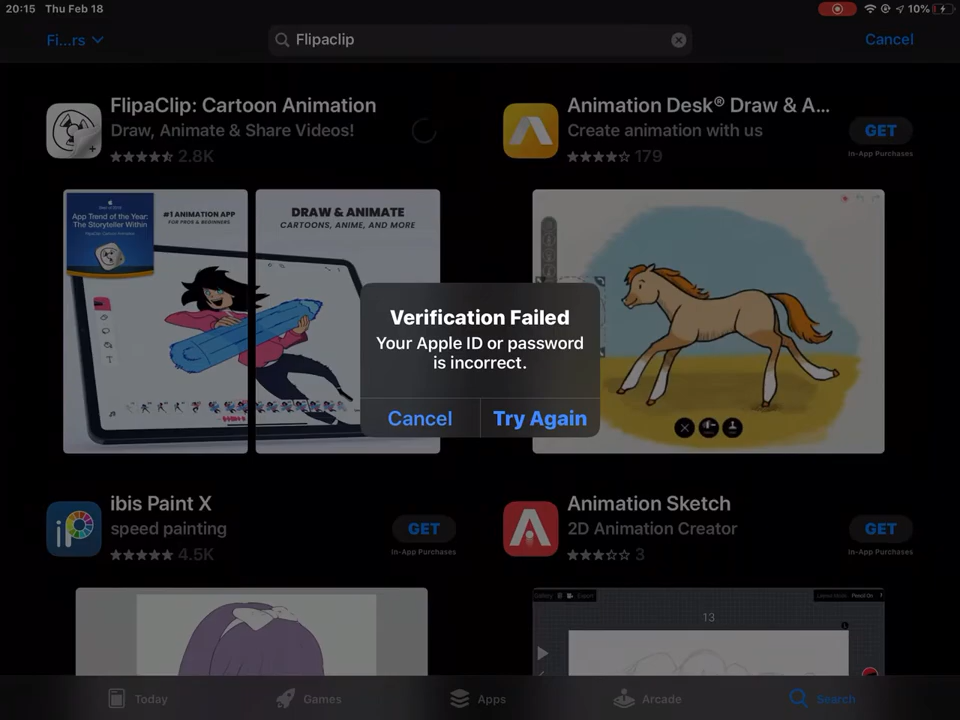 20:15 Thu Feb 18
10%
Fi...rs
Flipaclip
Cancel
FlipaClip: Cartoon Animation
Draw, Animate & Share Videos!
2.8K
Animation Desk® Draw & A...
Create animation with us
179
GET
In-App Purchases
App Trend of the Year:
The Storyteller Within
#1 ANIMATION APP
FOR PROS & BEGINNERS
DRAW & ANIMATE
CARTOONS, ANIME, AND MORE
Verification Failed
Your Apple ID or password
is incorrect.
Cancel
Try Again
ibis Paint X
speed painting
4.5K
GET
In-App Purchases
Animation Sketch
2D Animation Creator
3
GET
In-App Purchases
13
Today
Games
Apps
Arcade
Search